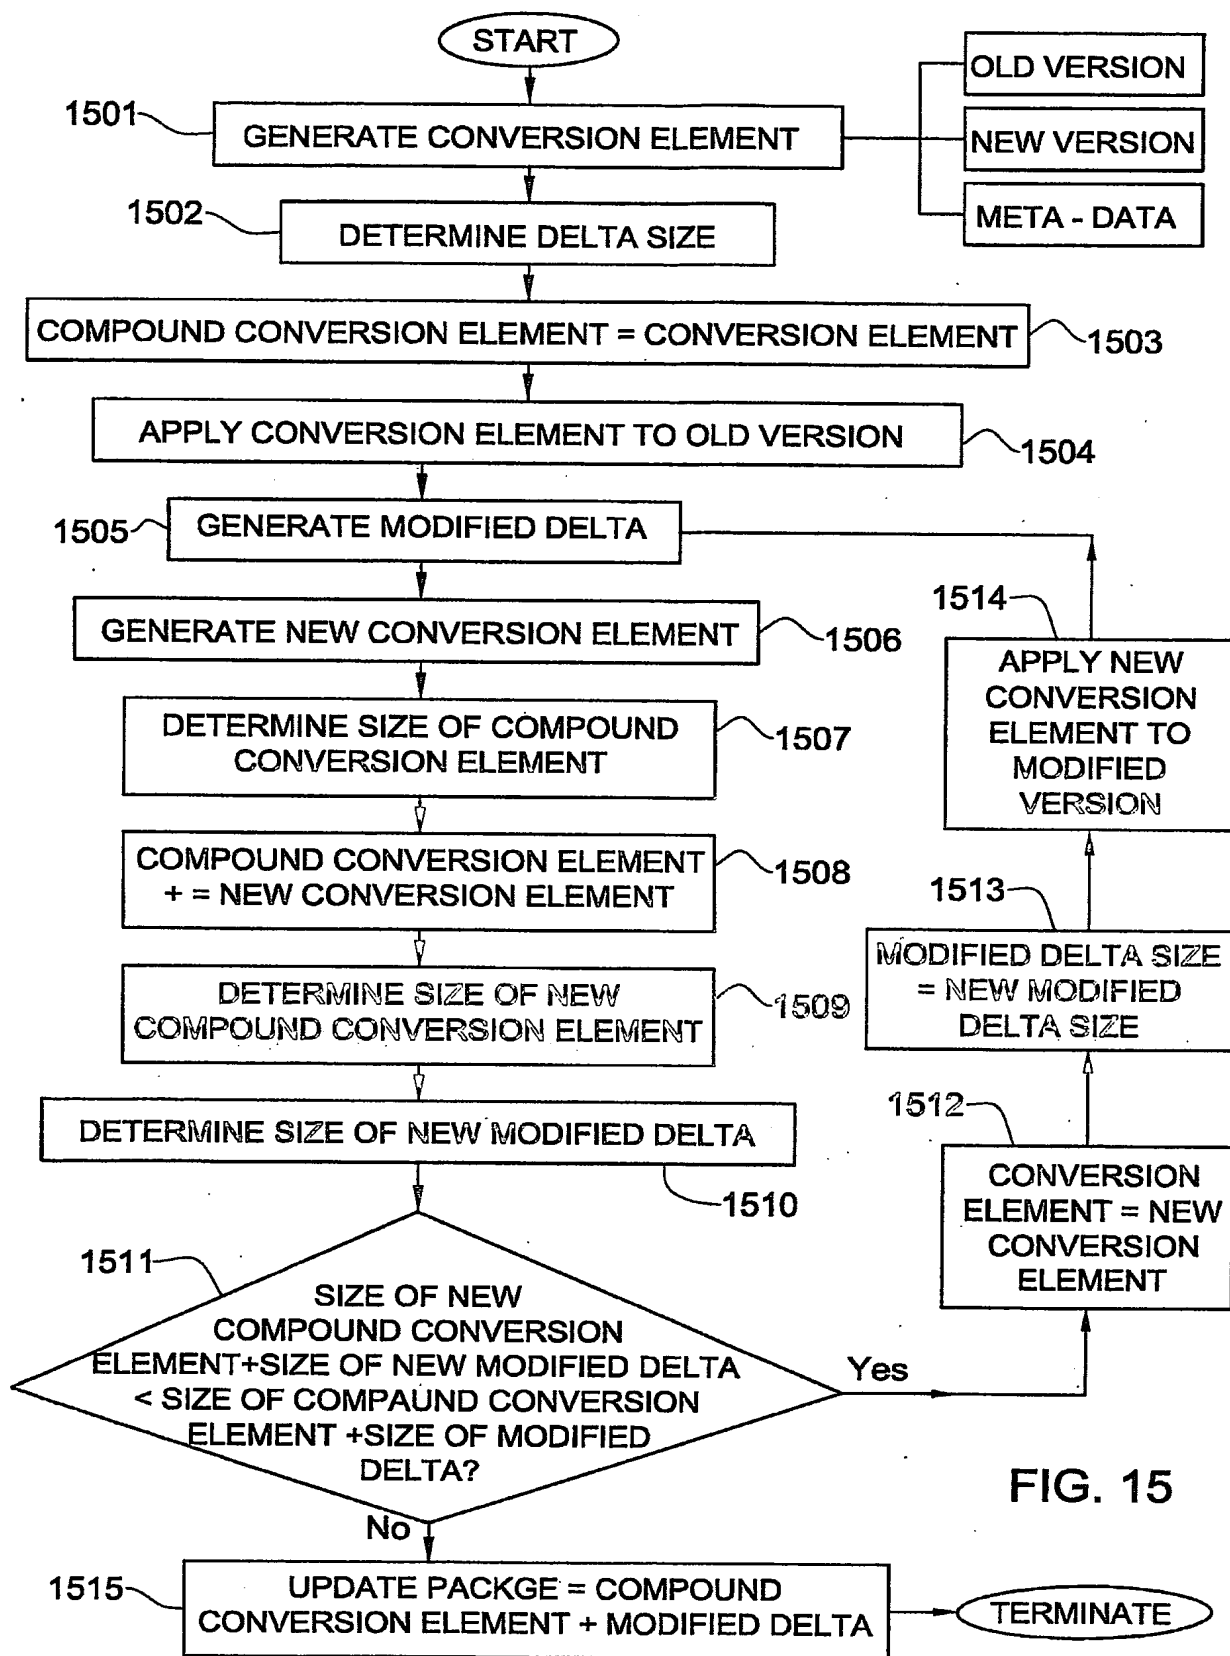 START
OLD VERSION
1501
GENERATE CONVERSION ELEMENT
NEW VERSION
META - DATA
1502
DETERMINE DELTA SIZE
COMPOUND CONVERSION ELEMENT = CONVERSION ELEMENT
1503
APPLY CONVERSION ELEMENT TO OLD VERSION
1504
1505
GENERATE MODIFIED DELTA
GENERATE NEW CONVERSION ELEMENT
1506
DETERMINE SIZE OF COMPOUND
CONVERSION ELEMENT
1507
COMPOUND CONVERSION ELEMENT
+ = NEW CONVERSION ELEMENT
1508
DETERMINE SIZE OF NEW
COMPOUND CONVERSION ELEMENT
1509
DETERMINE SIZE OF NEW MODIFIED DELTA
1510
1511
SIZE OF NEW
COMPOUND CONVERSION
ELEMENT+SIZE OF NEW MODIFIED DELTA
< SIZE OF COMPAUND CONVERSION
ELEMENT +SIZE OF MODIFIED
DELTA?
Yes
1512
CONVERSION
ELEMENT = NEW
CONVERSION
ELEMENT
1513
MODIFIED DELTA SIZE
= NEW MODIFIED
DELTA SIZE
1514
APPLY NEW
CONVERSION
ELEMENT TO
MODIFIED
VERSION
No
1515
UPDATE PACKGE = COMPOUND
CONVERSION ELEMENT + MODIFIED DELTA
TERMINATE
FIG. 15